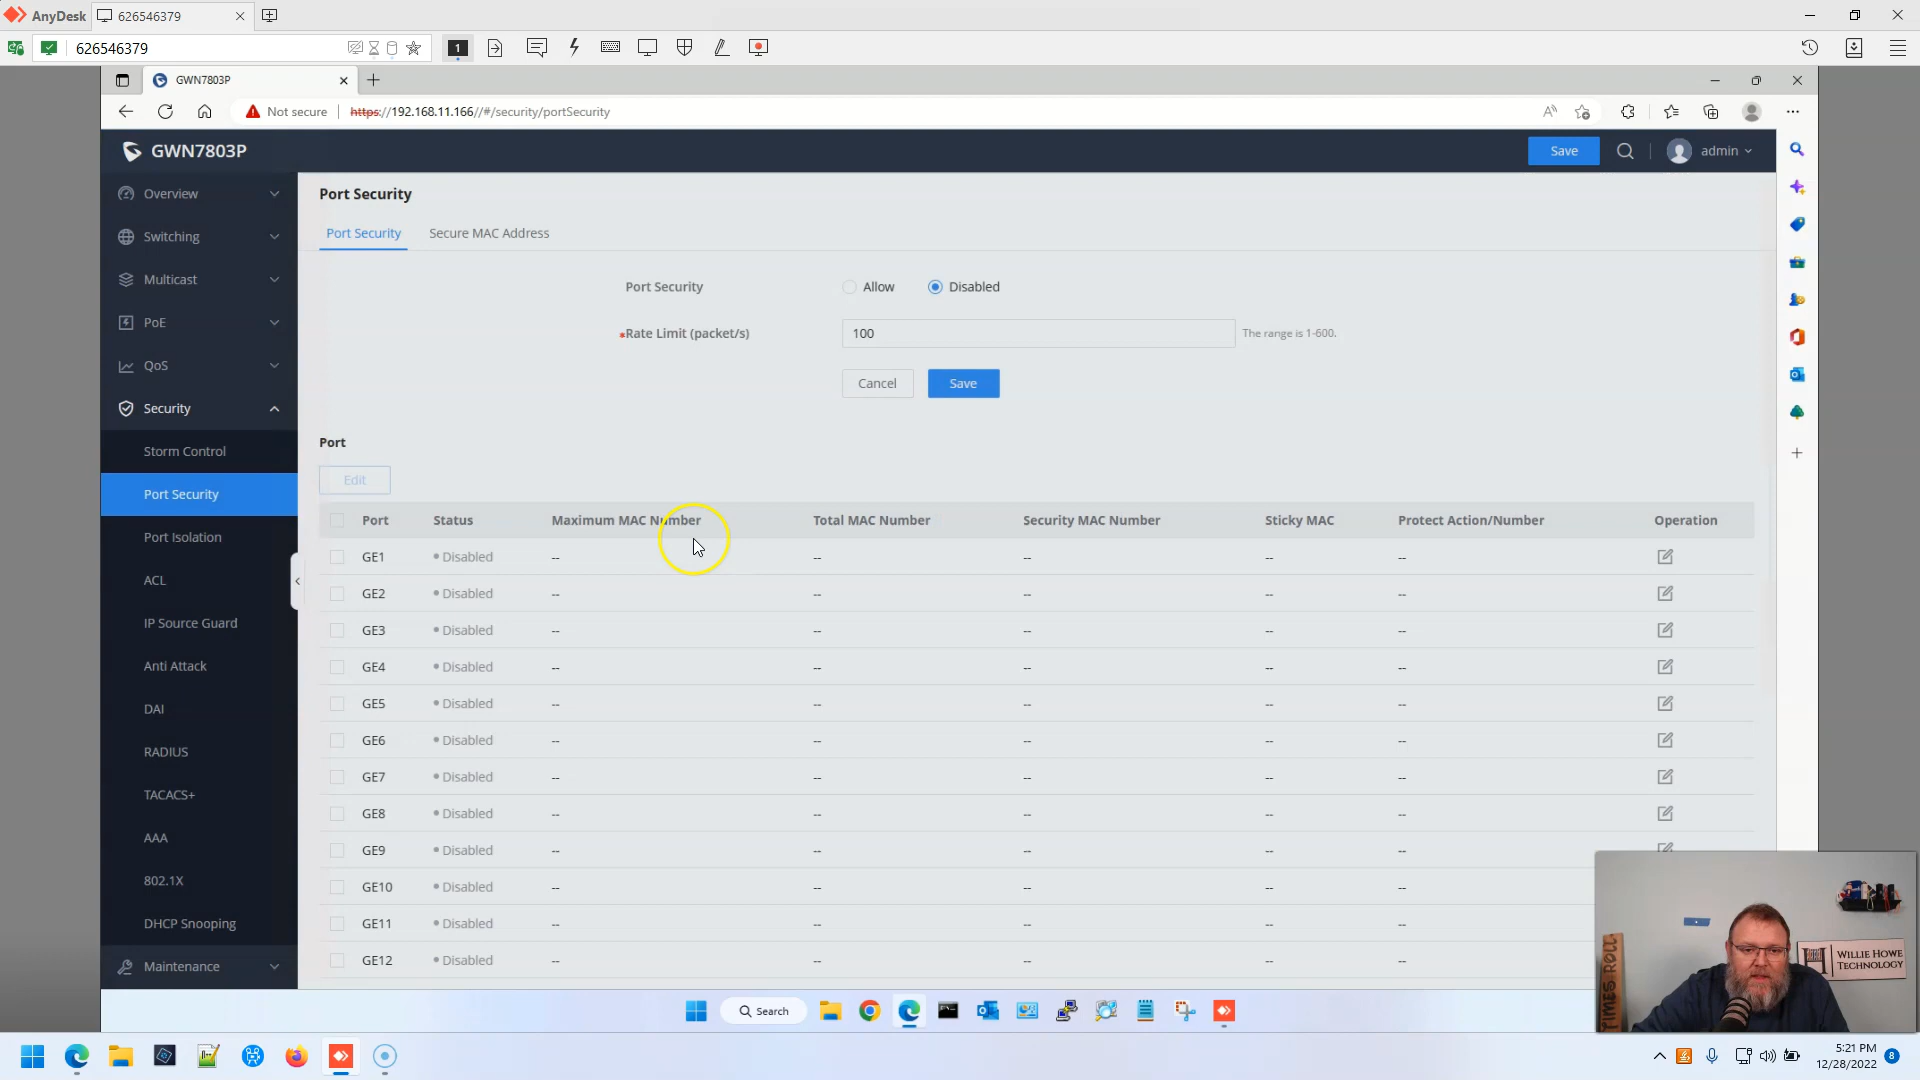 AnyDesk
626546379
626546379
1
GWN7803P
Not secure
https://192.168.11.166//#/security/portSecurity
GWN7803P
Save
admin
Overview
Switching
Multicast
PoE
QoS
Security
Storm Control
Port Security
Port Isolation
ACL
IP Source Guard
Anti Attack
DAI
RADIUS
TACACS+
AAA
802.1X
DHCP Snooping
Maintenance
Port Security
Port Security Secure MAC Address
Port Security Allow Disabled
*Rate Limit (packet/s) 100 The range is 1-600.
Cancel Save
Port
Edit
Port Status Maximum MAC Number Total MAC Number Security MAC Number Sticky MAC Protect Action/Number Operation
GE1 Disabled -- -- -- -- --
GE2 Disabled -- -- -- -- --
GE3 Disabled -- -- -- -- --
GE4 Disabled -- -- -- -- --
GE5 Disabled -- -- -- -- --
GE6 Disabled -- -- -- -- --
GE7 Disabled -- -- -- -- --
GE8 Disabled -- -- -- -- --
GE9 Disabled -- -- -- -- --
GE10 Disabled -- -- -- -- --
GE11 Disabled -- -- -- -- --
GE12 Disabled -- -- -- -- --
TIMES ROLL
WILLIE HOWE
TECHNOLOGY
Search
5:21 PM
12/28/2022
8